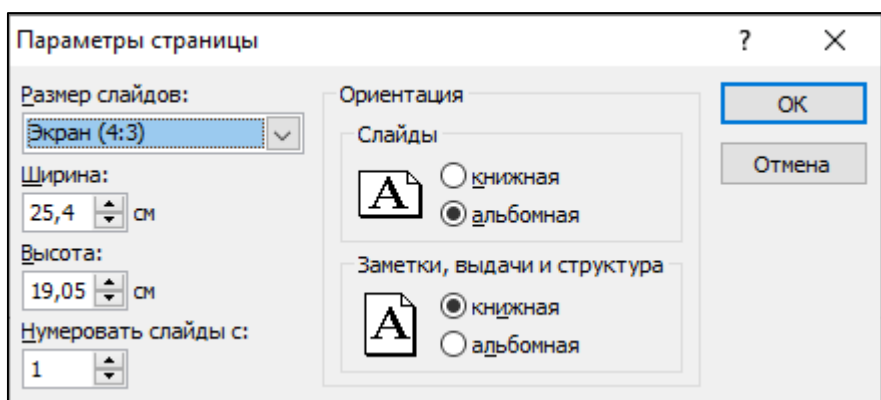 Параметры страницы
?
Размер слайдов:
Экран (4:3)
Ширина:
25,4 см
Высота:
19,05 см
Нумеровать слайды с:
1
Ориентация
Слайды
A
книжная
альбомная
Заметки, выдачи и структура
A
книжная
альбомная
ОК
Отмена